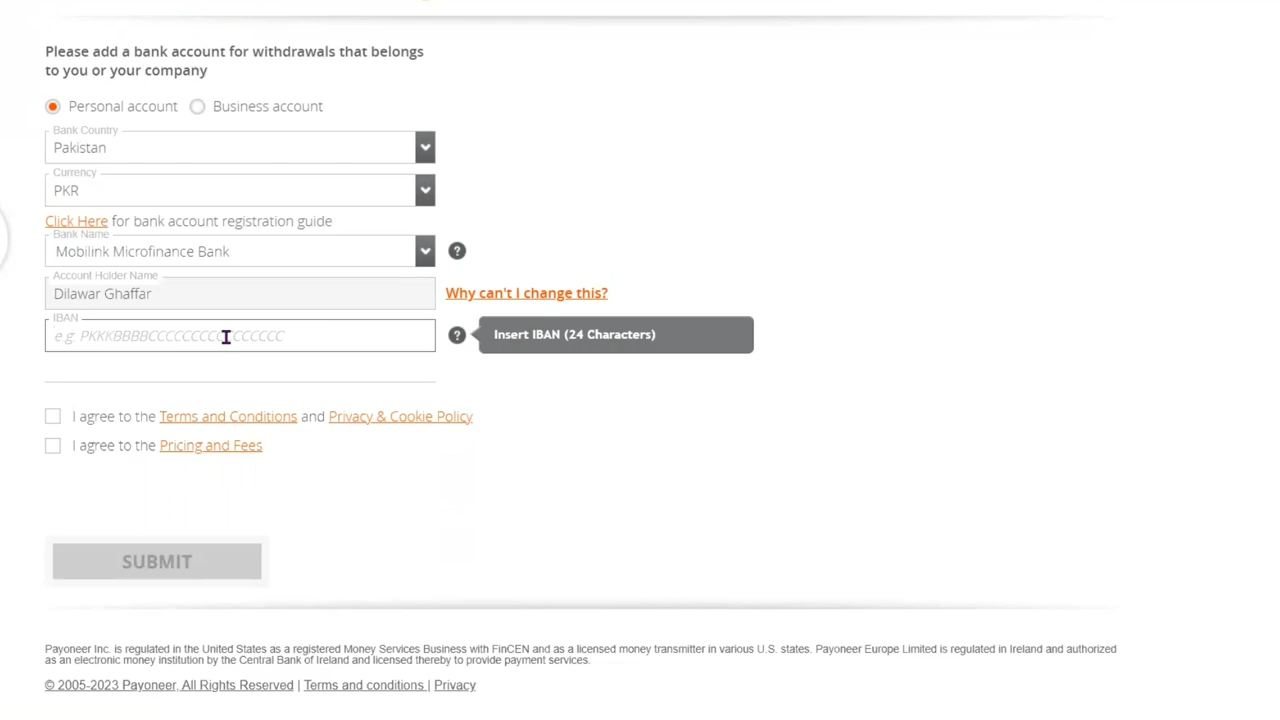 Please add a bank account for withdrawals that belongs
to you or your company
Personal account Business account
Bank Country
Pakistan
Currency
PKR
Click Here for bank account registration guide
Bank Name
Mobilink Microfinance Bank
?
Account Holder Name
Dilawar Ghaffar
Why can't I change this?
IBAN
?
Insert IBAN (24 Characters)
I agree to the Terms and Conditions and Privacy & Cookie Policy
I agree to the Pricing and Fees
SUBMIT
Payoneer Inc. is regulated in the United States as a registered Money Services Business with FinCEN and as a licensed money transmitter in various U.S. states. Payoneer Europe Limited is regulated in Ireland and authorized
as an electronic money institution by the Central Bank of Ireland and licensed thereby to provide payment services.
© 2005-2023 Payoneer, All Rights Reserved | Terms and conditions | Privacy